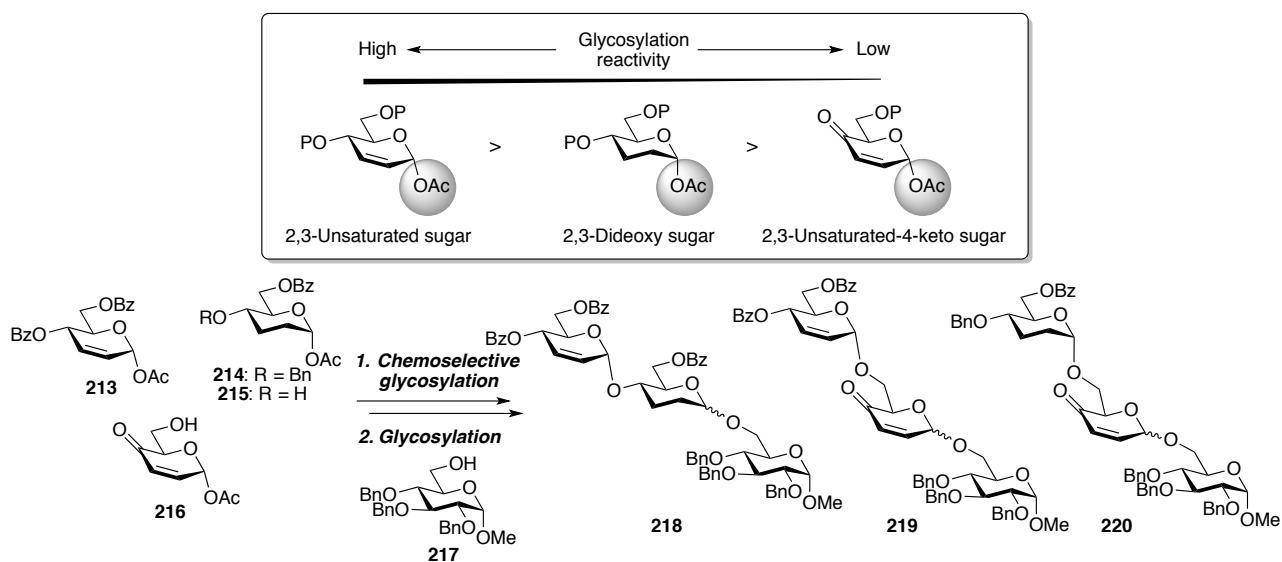 High
Glycosylation
reactivity
Low
OP
PO
O
OAc
>
OP
PO
O
OAc
>
O
OP
O
OAc
2,3-Unsaturated sugar
2,3-Dideoxy sugar
2,3-Unsaturated-4-keto sugar
OBz
BzO
O
OAc
213
OBz
RO
O
OAc
214: R = Bn
215: R = H
O
OH
O
OAc
216
1. Chemoselective
glycosylation
2. Glycosylation
OH
BnO
O
BnO
BnO
OMe
217
OBz
BzO
O
OBz
O
O
O
BnO
O
BnO
BnO
OMe
218
OBz
BzO
O
O
O
O
O
BnO
O
BnO
BnO
OMe
219
OBz
BnO
O
O
O
O
O
BnO
O
BnO
BnO
OMe
220